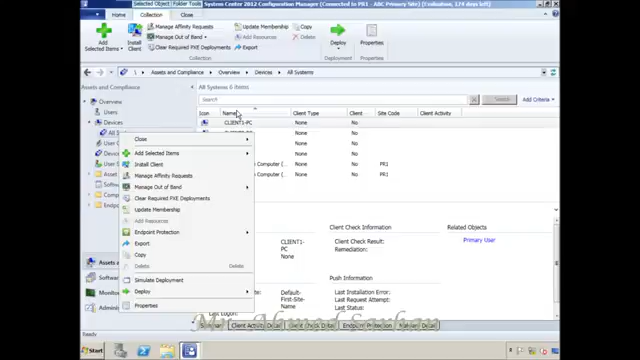 Selected Object Folder Tools System Center 2012 Configuration Manager (Connected to PR1 - ABC Primary Site) (Evaluation, 174 days left)
Home Collection Close
Add Selected Items
Install Client
Manage Affinity Requests
Manage Out of Band
Clear Required PXE Deployments
Update Membership
Add Resources
Export
Copy
Delete
Deploy
Properties
Collection Deployment Properties
Assets and Compliance Overview Devices All Systems
Assets and Compliance
Overview
Users
Devices
All Systems 6 items
Search
Add Criteria
Icon Name Client Type Client Site Code Client Activity
CLIENT1-PC None No
None No
None No
Computer ( None No PR1
Computer ( None No PR1
Close
Add Selected Items
Install Client
Manage Affinity Requests
Manage Out of Band
Clear Required PXE Deployments
Update Membership
Add Resources
Endpoint Protection
Export
Copy
Delete Delete
Simulate Deployment
Deploy
Properties
CLIENT1-PC
None
No
Default-First-Site-Name
Client Check Information
Client Check Result:
Remediation:
Push Information
Last Installation Error:
Last Request Attempt:
Last Logon:
Related Objects
Primary User
Summary Client Activity Detail Client Check Detail Endpoint Protection Malware Detail
Mr. Ahmed Sarhan
Start